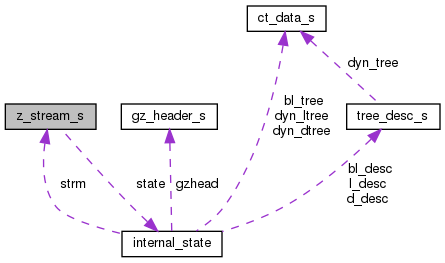 ct_data_s
dyn_tree
bl_tree
dyn_ltree
dyn_dtree
z_stream_s
gz_header_s
tree_desc_s
strm
state
gzhead
bl_desc
l_desc
d_desc
internal_state